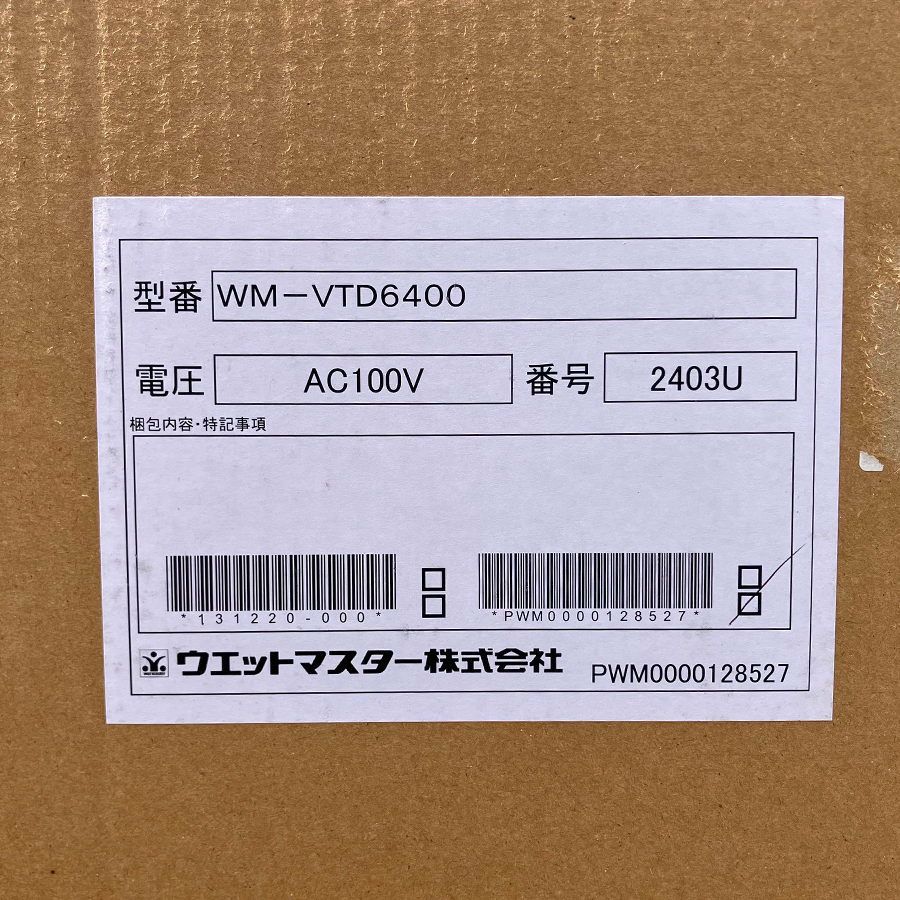 型番 WM－VTD6400
電圧 AC100V 番号 2403U
梱包内容・特記事項
*131220-000* *PWM0000128527*
ウエットマスター株式会社 PWM0000128527